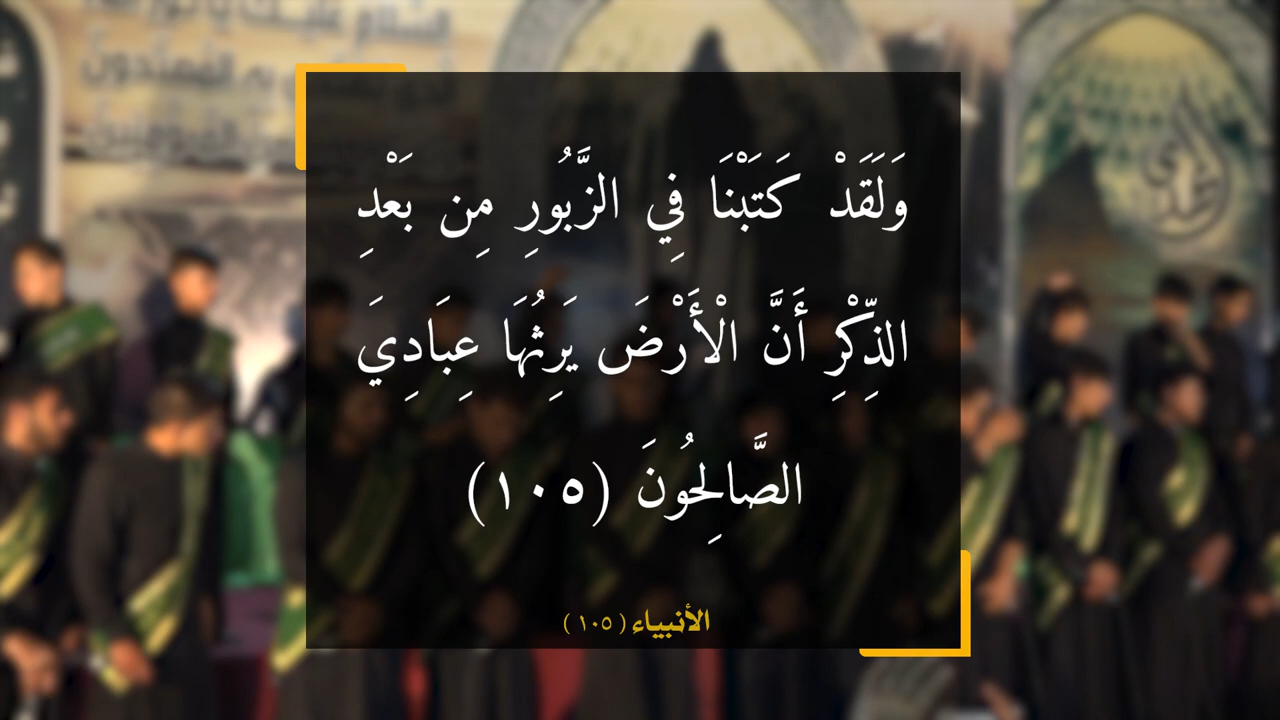 وَلَقَدْ كَتَبْنَا فِي الزَّبُورِ مِن بَعْدِ
الذِّكْرِ أَنَّ الْأَرْضَ يَرِثُهَا عِبَادِيَ
الصَّالِحُونَ (١٠٥)
الأنبياء (١٠٥)